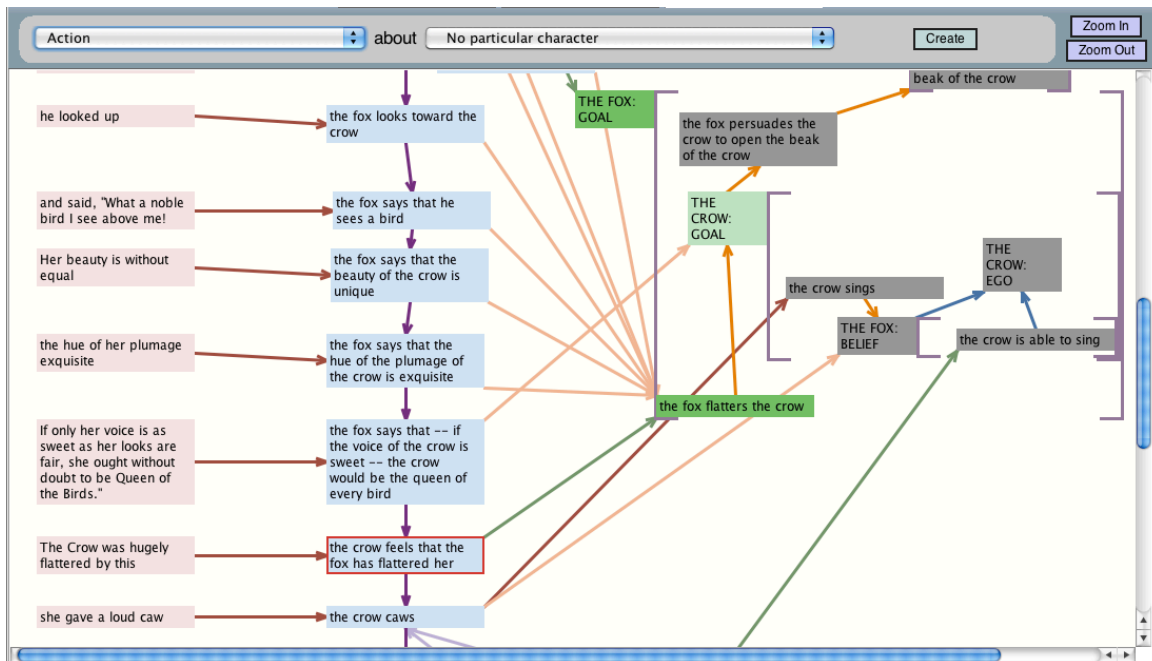 Action
about
No particular character
Create
Zoom In
Zoom Out
he looked up
the fox looks toward the
crow
and said, "What a noble
bird I see above me!
the fox says that he
sees a bird
Her beauty is without
equal
the fox says that the
beauty of the crow is
unique
the hue of her plumage
exquisite
the fox says that the
hue of the plumage of
the crow is exquisite
If only her voice is as
sweet as her looks are
fair, she ought without
doubt to be Queen of
the Birds."
the fox says that -- if
the voice of the crow is
sweet -- the crow
would be the queen of
every bird
The Crow was hugely
flattered by this
the crow feels that the
fox has flattered her
she gave a loud caw
the crow caws
THE FOX:
GOAL
beak of the crow
the fox persuades the
crow to open the beak
of the crow
THE
CROW:
GOAL
THE
CROW:
EGO
the crow sings
THE FOX:
BELIEF
the crow is able to sing
the fox flatters the crow